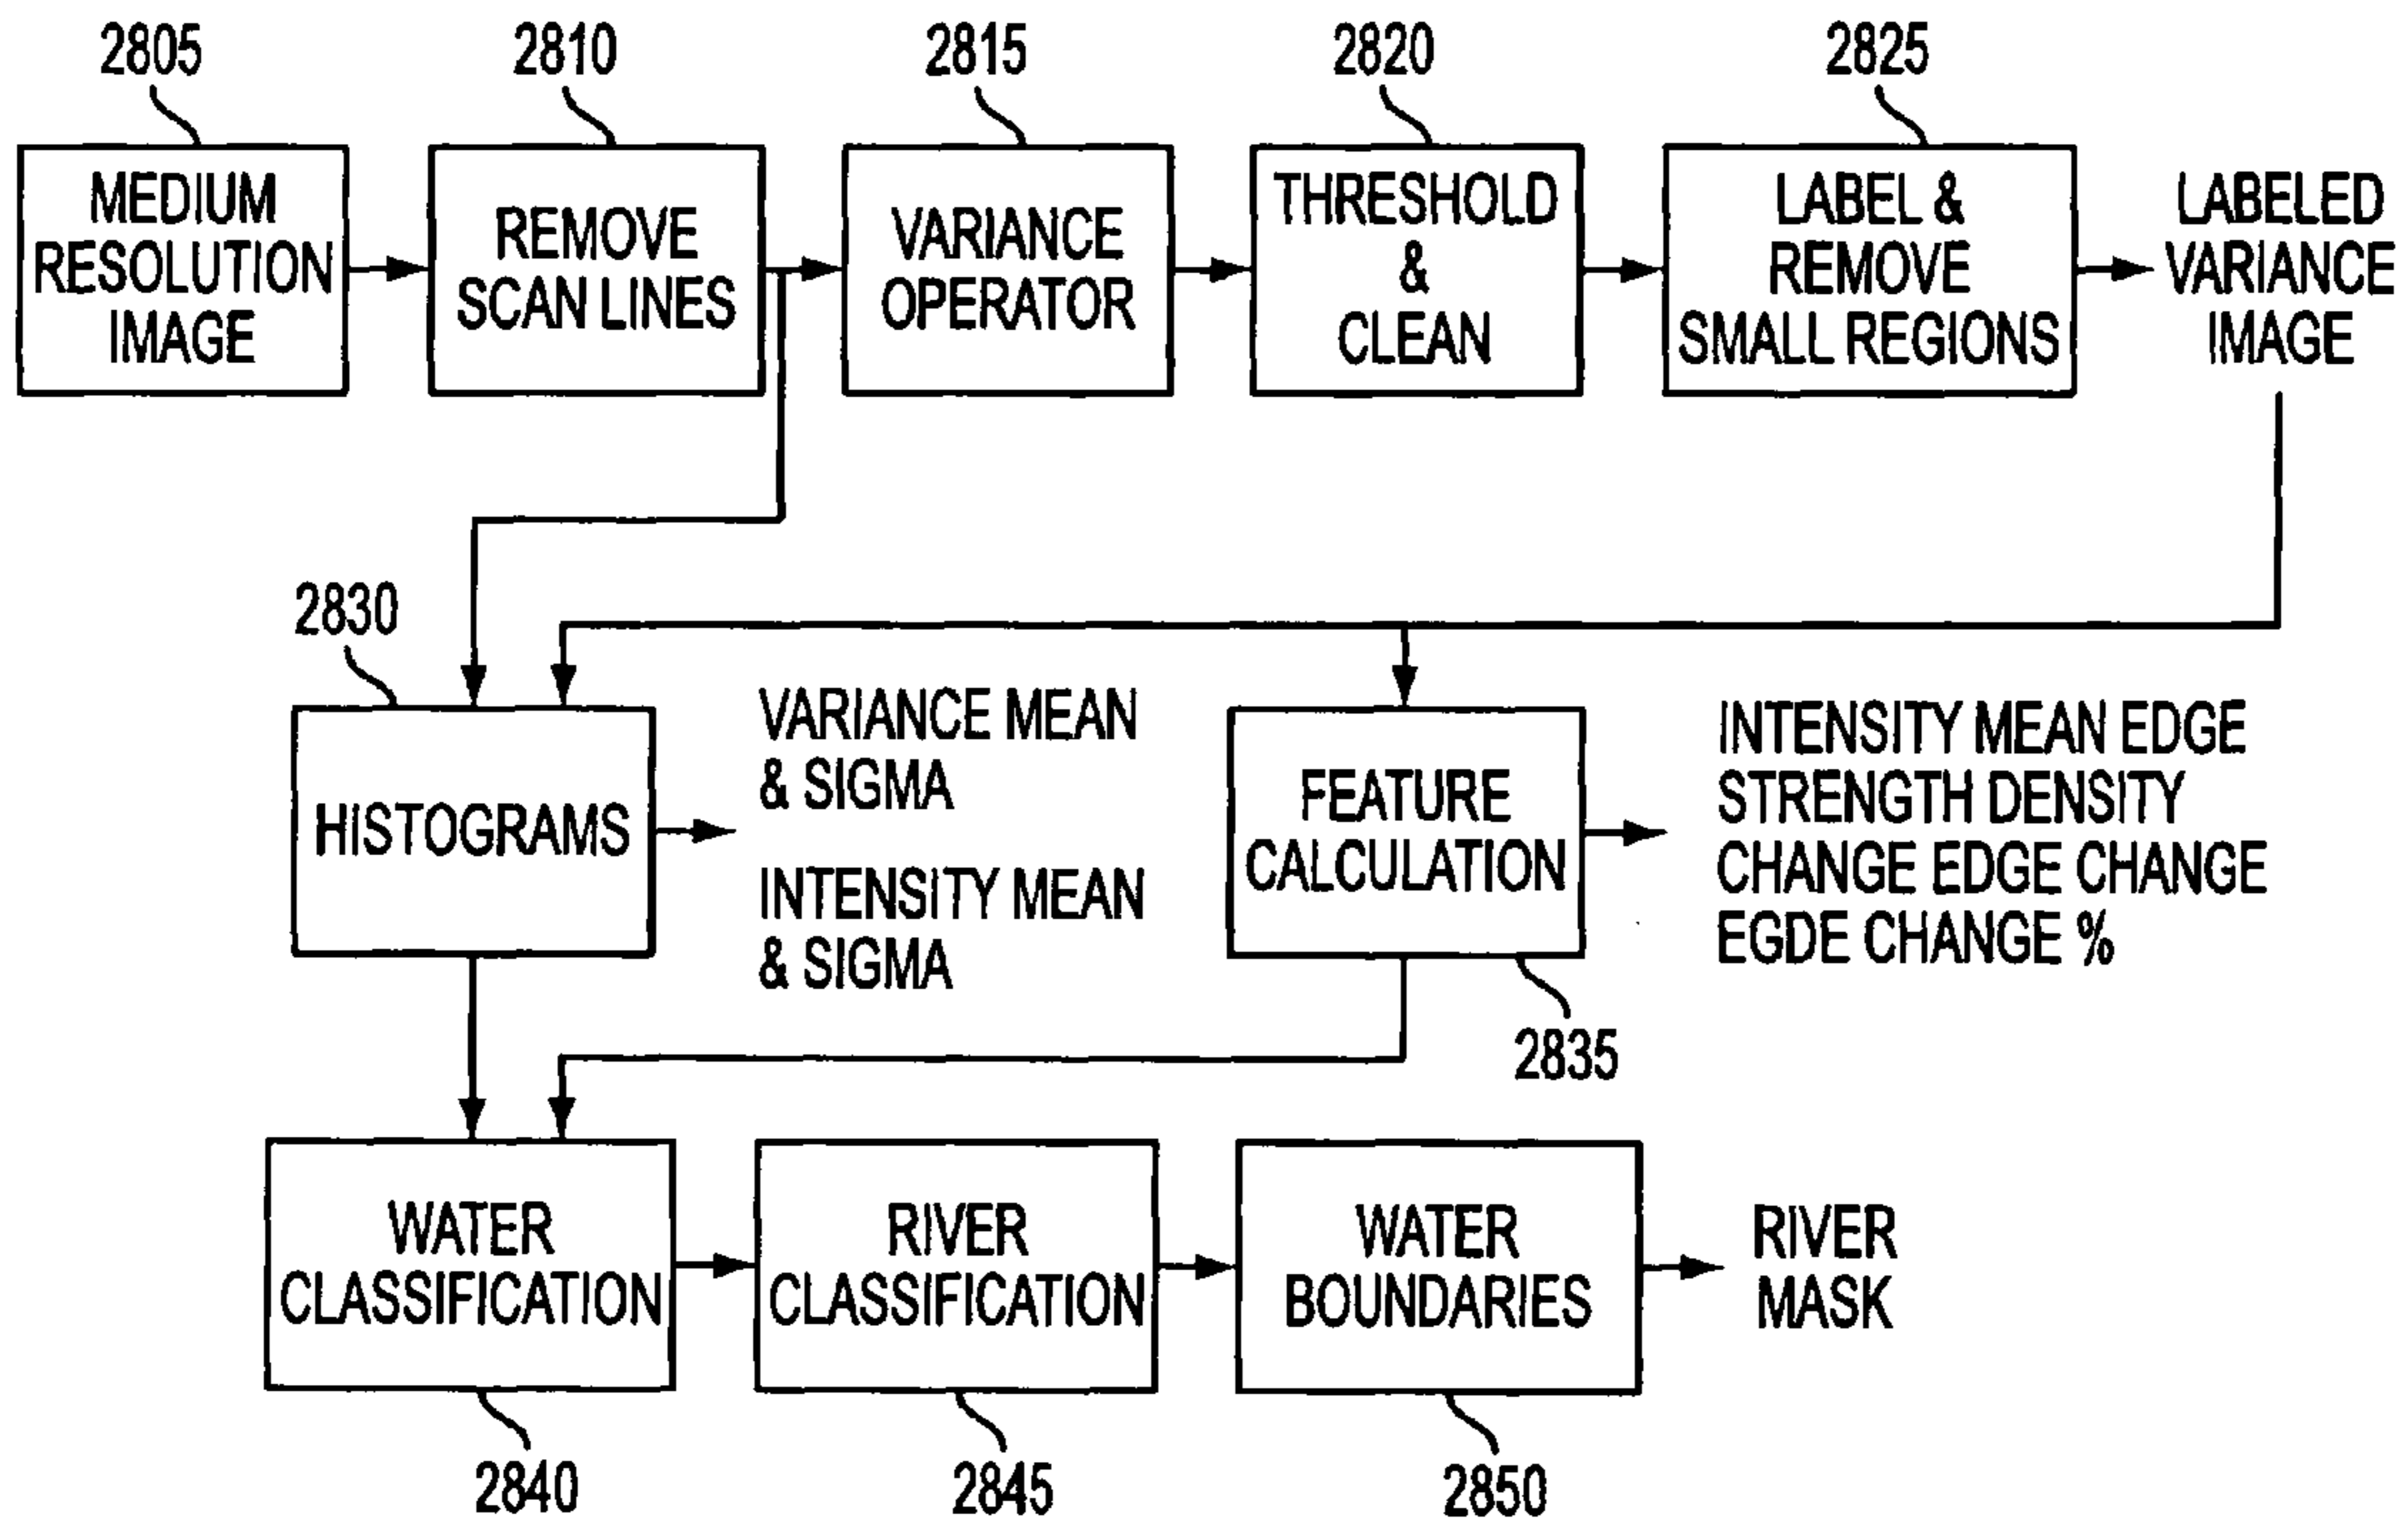 2805
2810
2815
2820
2825
MEDIUM
RESOLUTION
IMAGE
REMOVE
SCAN LINES
VARIANCE
OPERATOR
THRESHOLD
&
CLEAN
LABEL &
REMOVE
SMALL REGIONS
LABELED
VARIANCE
IMAGE
2830
HISTOGRAMS
VARIANCE MEAN
& SIGMA
INTENSITY MEAN
& SIGMA
FEATURE
CALCULATION
INTENSITY MEAN EDGE
STRENGTH DENSITY
CHANGE EDGE CHANGE
EGDE CHANGE %
2835
WATER
CLASSIFICATION
RIVER
CLASSIFICATION
WATER
BOUNDARIES
RIVER
MASK
2840
2845
2850